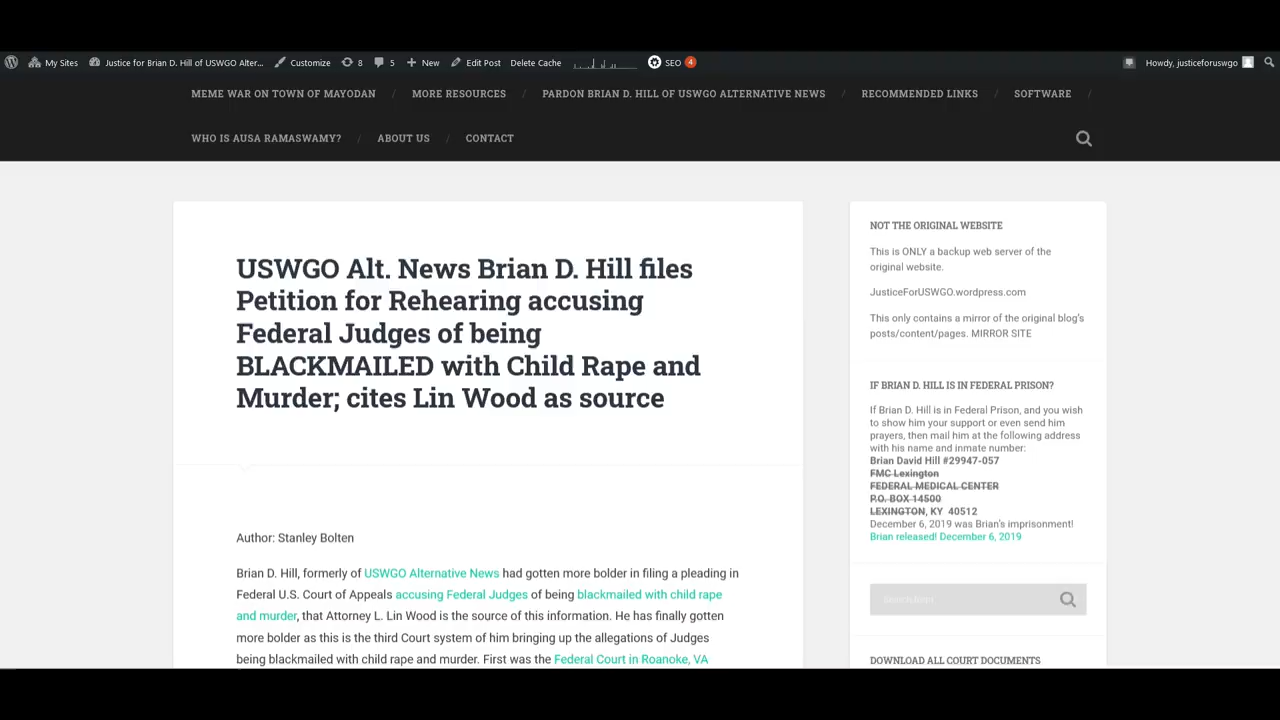 My Sites Justice for Brian D. Hill of USWGO Alter... Customize 8 5 New Edit Post Delete Cache SEO 4 Howdy, justiceforuswgo
MEME WAR ON TOWN OF MAYODAN / MORE RESOURCES / PARDON BRIAN D. HILL OF USWGO ALTERNATIVE NEWS / RECOMMENDED LINKS / SOFTWARE /
WHO IS AUSA RAMASWAMY? / ABOUT US / CONTACT
USWGO Alt. News Brian D. Hill files
Petition for Rehearing accusing
Federal Judges of being
BLACKMAILED with Child Rape and
Murder; cites Lin Wood as source
Author: Stanley Bolten
Brian D. Hill, formerly of USWGO Alternative News had gotten more bolder in filing a pleading in
Federal U.S. Court of Appeals accusing Federal Judges of being blackmailed with child rape
and murder, that Attorney L. Lin Wood is the source of this information. He has finally gotten
more bolder as this is the third Court system of him bringing up the allegations of Judges
being blackmailed with child rape and murder. First was the Federal Court in Roanoke, VA
NOT THE ORIGINAL WEBSITE
This is ONLY a backup web server of the
original website.
JusticeForUSWGO.wordpress.com
This only contains a mirror of the original blog's
posts/content/pages. MIRROR SITE
IF BRIAN D. HILL IS IN FEDERAL PRISON?
If Brian D. Hill is in Federal Prison, and you wish
to show him your support or even send him
prayers, then mail him at the following address
with his name and inmate number:
Brian David Hill #29947-057
FMC Lexington
FEDERAL MEDICAL CENTER
P.O. BOX 14500
LEXINGTON, KY 40512
December 6, 2019 was Brian's imprisonment!
Brian released! December 6, 2019
DOWNLOAD ALL COURT DOCUMENTS